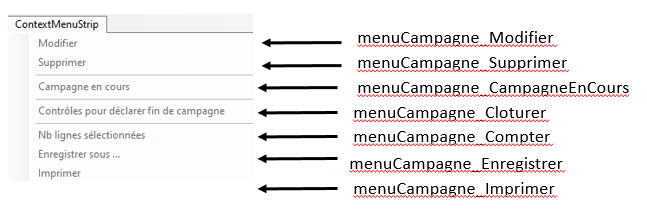 ContextMenuStrip
Modifier
menuCampagne_Modifier
Supprimer
menuCampagne_Supprimer
Campagne en cours
menuCampagne_CampagneEnCours
Contrôles pour déclarer fin de campagne
menuCampagne_Cloturer
Nb lignes sélectionnées
menuCampagne_Compter
Enregistrer sous ...
menuCampagne_Enregistrer
Imprimer
menuCampagne_Imprimer